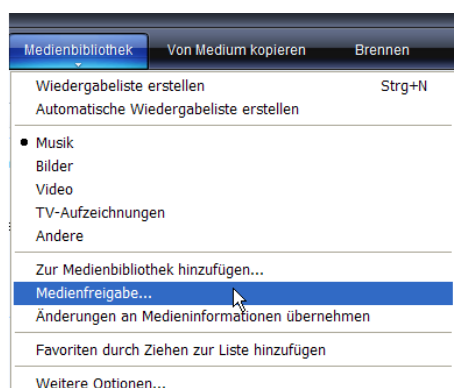 Medienbibliothek Von Medium kopieren Brennen
Wiedergabeliste erstellen Strg+N
Automatische Wiedergabeliste erstellen
Musik
Bilder
Video
TV-Aufzeichnungen
Andere
Zur Medienbibliothek hinzufügen...
Medienfreigabe...
Änderungen an Medieninformationen übernehmen
Favoriten durch Ziehen zur Liste hinzufügen
Weitere Optionen...